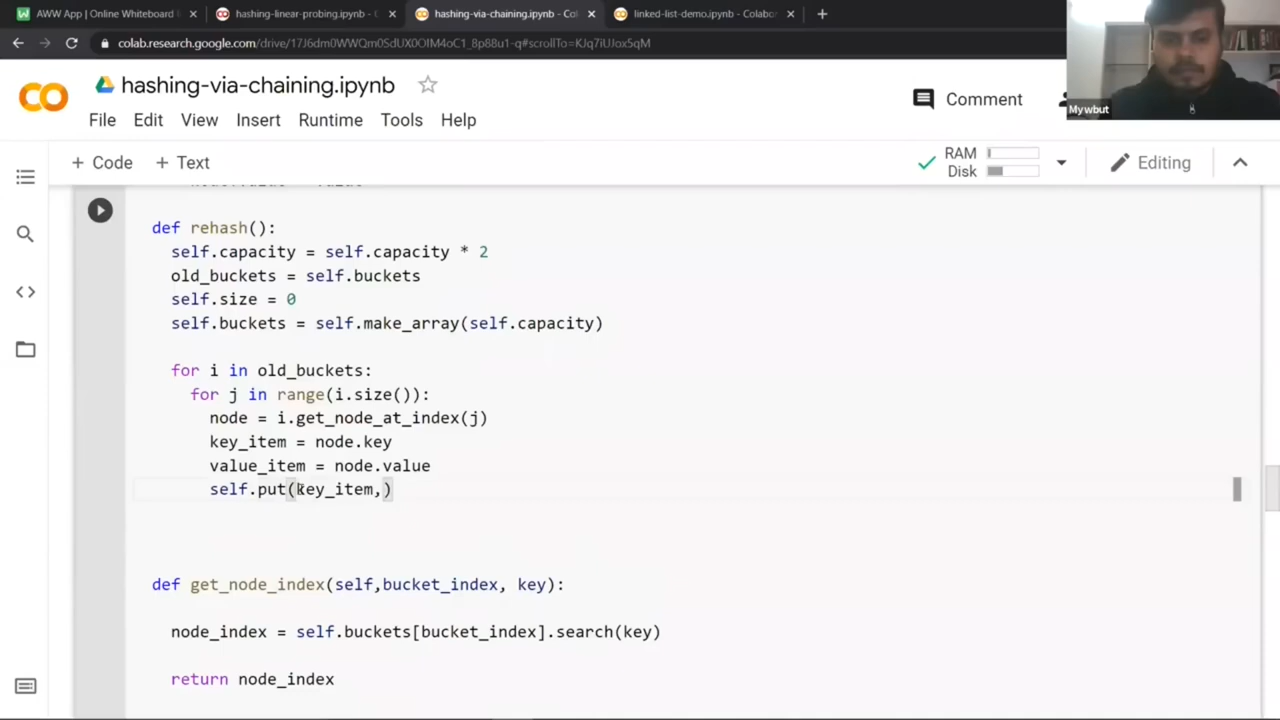 AWW App | Online Whiteboard
hashing-linear-probing.ipynb - C
hashing-via-chaining.ipynb - Col
linked-list-demo.ipynb - Colabor
colab.research.google.com/drive/17J6dm0WWQm0SdUX0OIM4oC1_8p88u1-q#scrollTo=KJq7iUJoxSqM
hashing-via-chaining.ipynb
Comment
Mywbut
File Edit View Insert Runtime Tools Help
+ Code + Text
RAM
Disk
Editing
def rehash():
self.capacity = self.capacity * 2
old_buckets = self.buckets
self.size = 0
self.buckets = self.make_array(self.capacity)
for i in old_buckets:
for j in range(i.size()):
node = i.get_node_at_index(j)
key_item = node.key
value_item = node.value
self.put(key_item,)
def get_node_index(self,bucket_index, key):
node_index = self.buckets[bucket_index].search(key)
return node_index